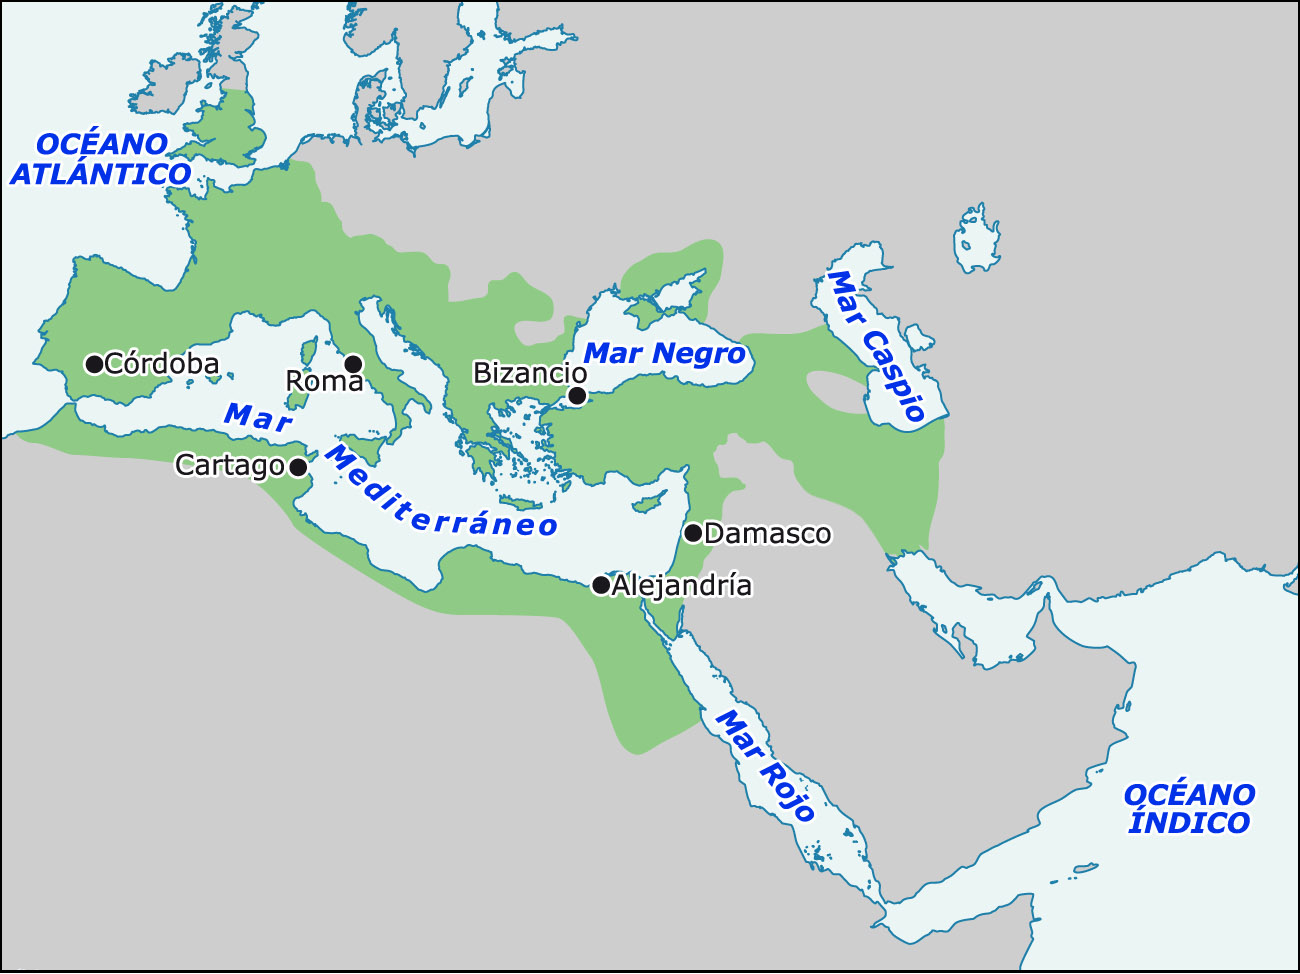 OCÉANO
ATLÁNTICO
Mar Caspio
Mar Negro
Córdoba
Roma
Bizancio
Mar
Mediterráneo
Cartago
Damasco
Alejandría
Mar Rojo
OCÉANO
ÍNDICO